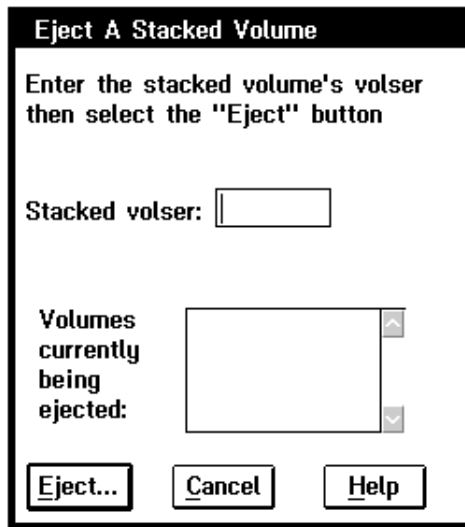 Eject A Stacked Volume
Enter the stacked volume's volser
then select the "Eject" button
Stacked volser:
Volumes
currently
being
ejected:
Eject... Cancel Help